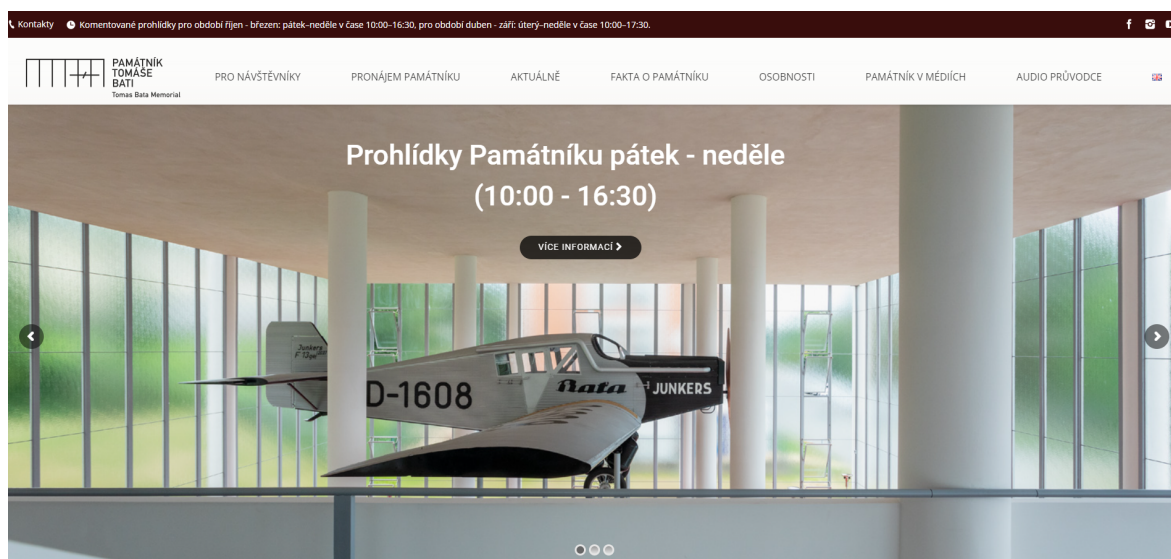 Kontakty
Komentované prohlídky pro období říjen - březen: pátek–neděle v čase 10:00–16:30, pro období duben - září: úterý–neděle v čase 10:00–17:30.
PAMÁTNÍK
TOMÁŠE
BATI
Tomas Bata Memorial
PRO NÁVŠTĚVNÍKY
PRONÁJEM PAMÁTNÍKU
AKTUÁLNĚ
FAKTA O PAMÁTNÍKU
OSOBNOSTI
PAMÁTNÍK V MÉDIÍCH
AUDIO PRŮVODCE
Prohlídky Památníku pátek - neděle
(10:00 - 16:30)
VÍCE INFORMACÍ
Junkers
D-1608
Bata
JUNKERS